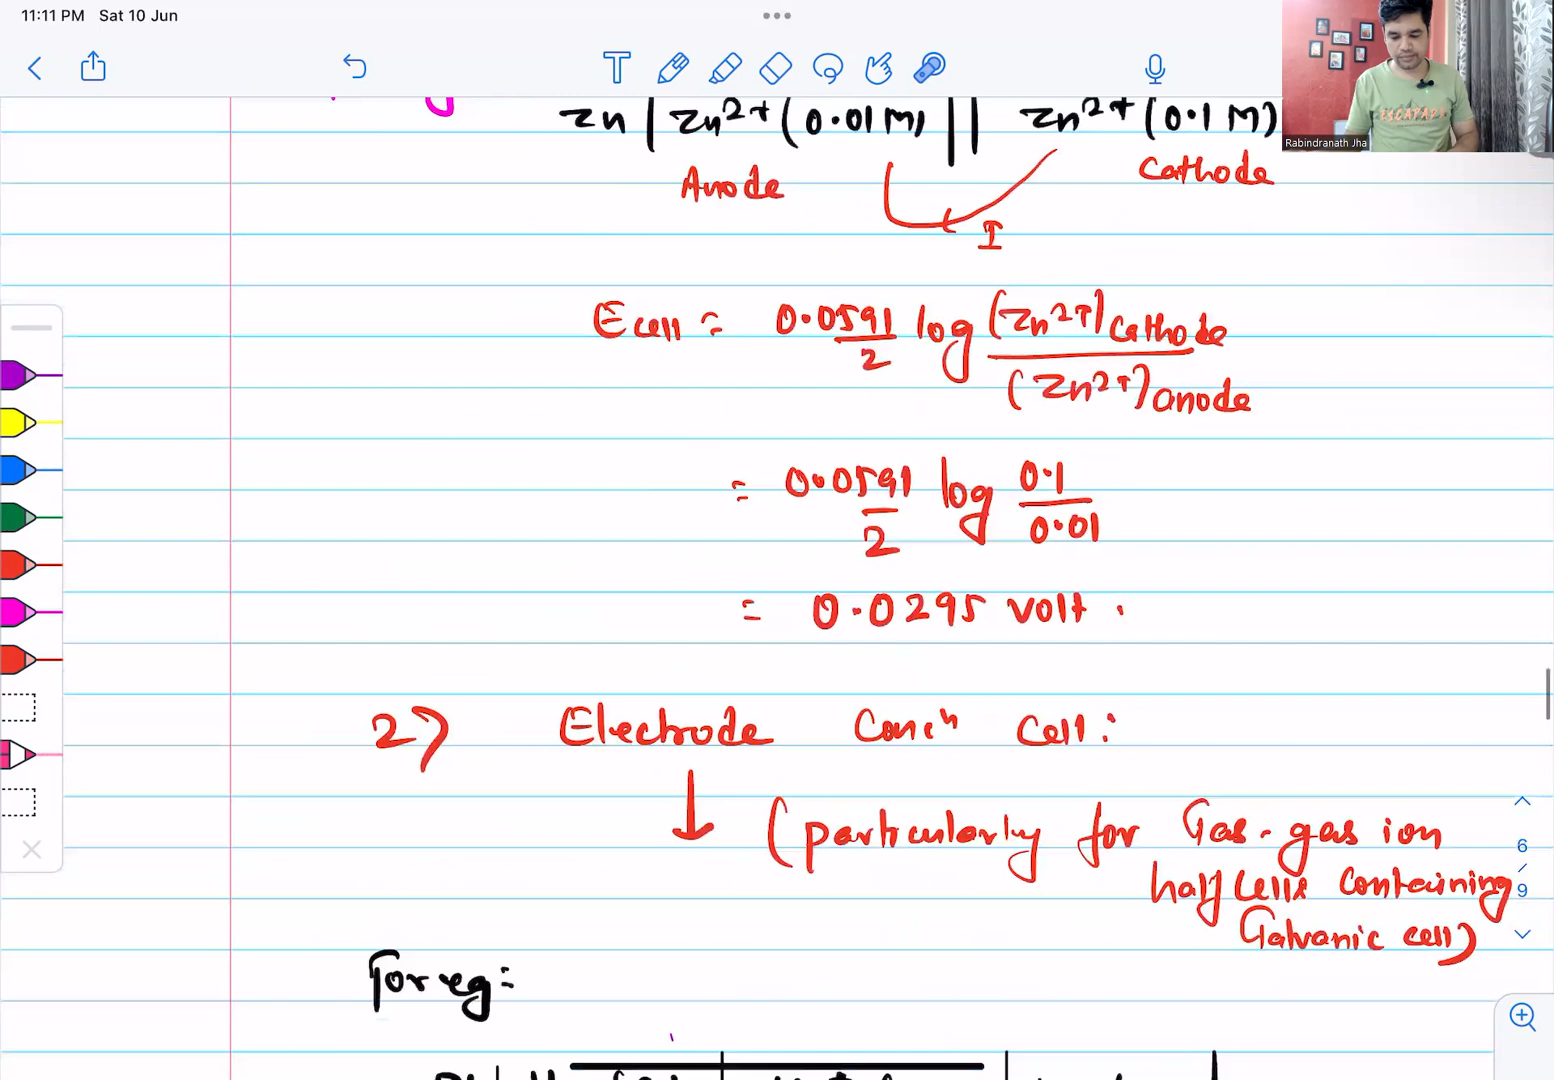 11:11 PM Sat 10 Jun
Rabindranath Jha
Zn | Zn²⁺ (0.01 M) || Zn²⁺ (0.1 M)
Anode
Cathode
I
Ecell = 0.0591/2 log (Zn²⁺)cathode/(Zn²⁺)anode
= 0.0591/2 log 0.1/0.01
= 0.0295 volt.
2) Electrode Concⁿ Cell:
(particularly for Gas-gas ion
half cells containing
Galvanic cell)
For eg:
6/9